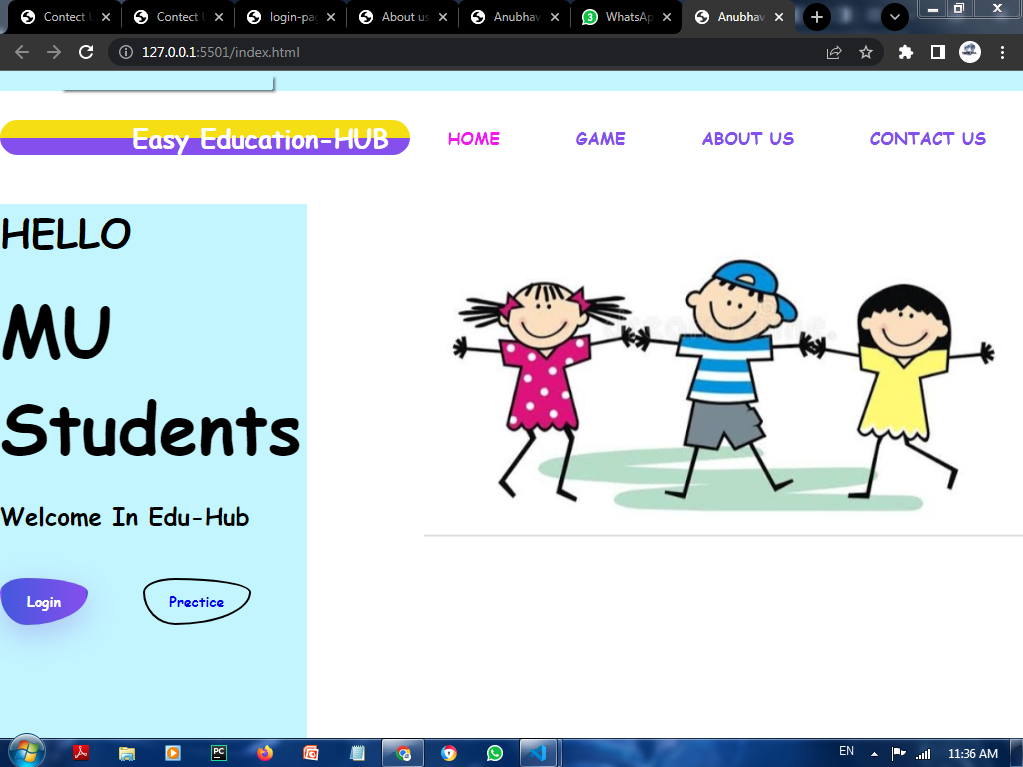 Contect U
Contect U
login-pag
About us
Anubhav
3
WhatsAp
Anubhav
127.0.0.1:5501/index.html
Easy Education-HUB
HOME
GAME
ABOUT US
CONTACT US
HELLO
MU
Students
Welcome In Edu-Hub
Login
Prectice
PC
EN
11:36 AM